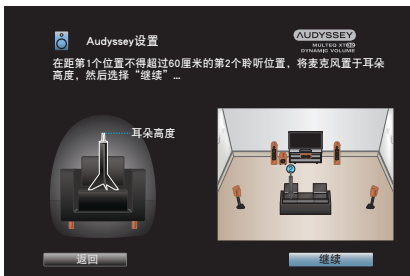 Audyssey设置
AUDYSSEY
MULTEQ XT32
DYNAMIC VOLUME
在距第1个位置不得超过60厘米的第2个聆听位置，将麦克风置于耳朵
高度，然后选择“继续”...
耳朵高度
2
返回
继续